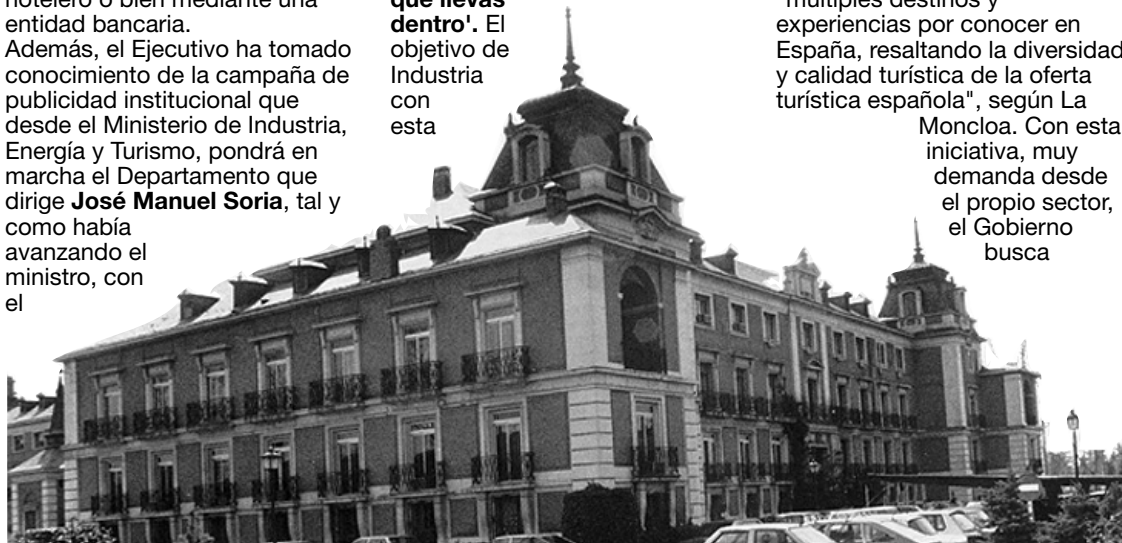 hotelero o bien mediante una
entidad bancaria.
Además, el Ejecutivo ha tomado
conocimiento de la campaña de
publicidad institucional que
desde el Ministerio de Industria,
Energía y Turismo, pondrá en
marcha el Departamento que
dirige José Manuel Soria, tal y
como había
avanzando el
ministro, con
el
que llevas
dentro'. El
objetivo de
Industria
con
esta
"múltiples destinos y
experiencias por conocer en
España, resaltando la diversidad
y calidad turística de la oferta
turística española", según La
Moncloa. Con esta
iniciativa, muy
demanda desde
el propio sector,
el Gobierno
busca